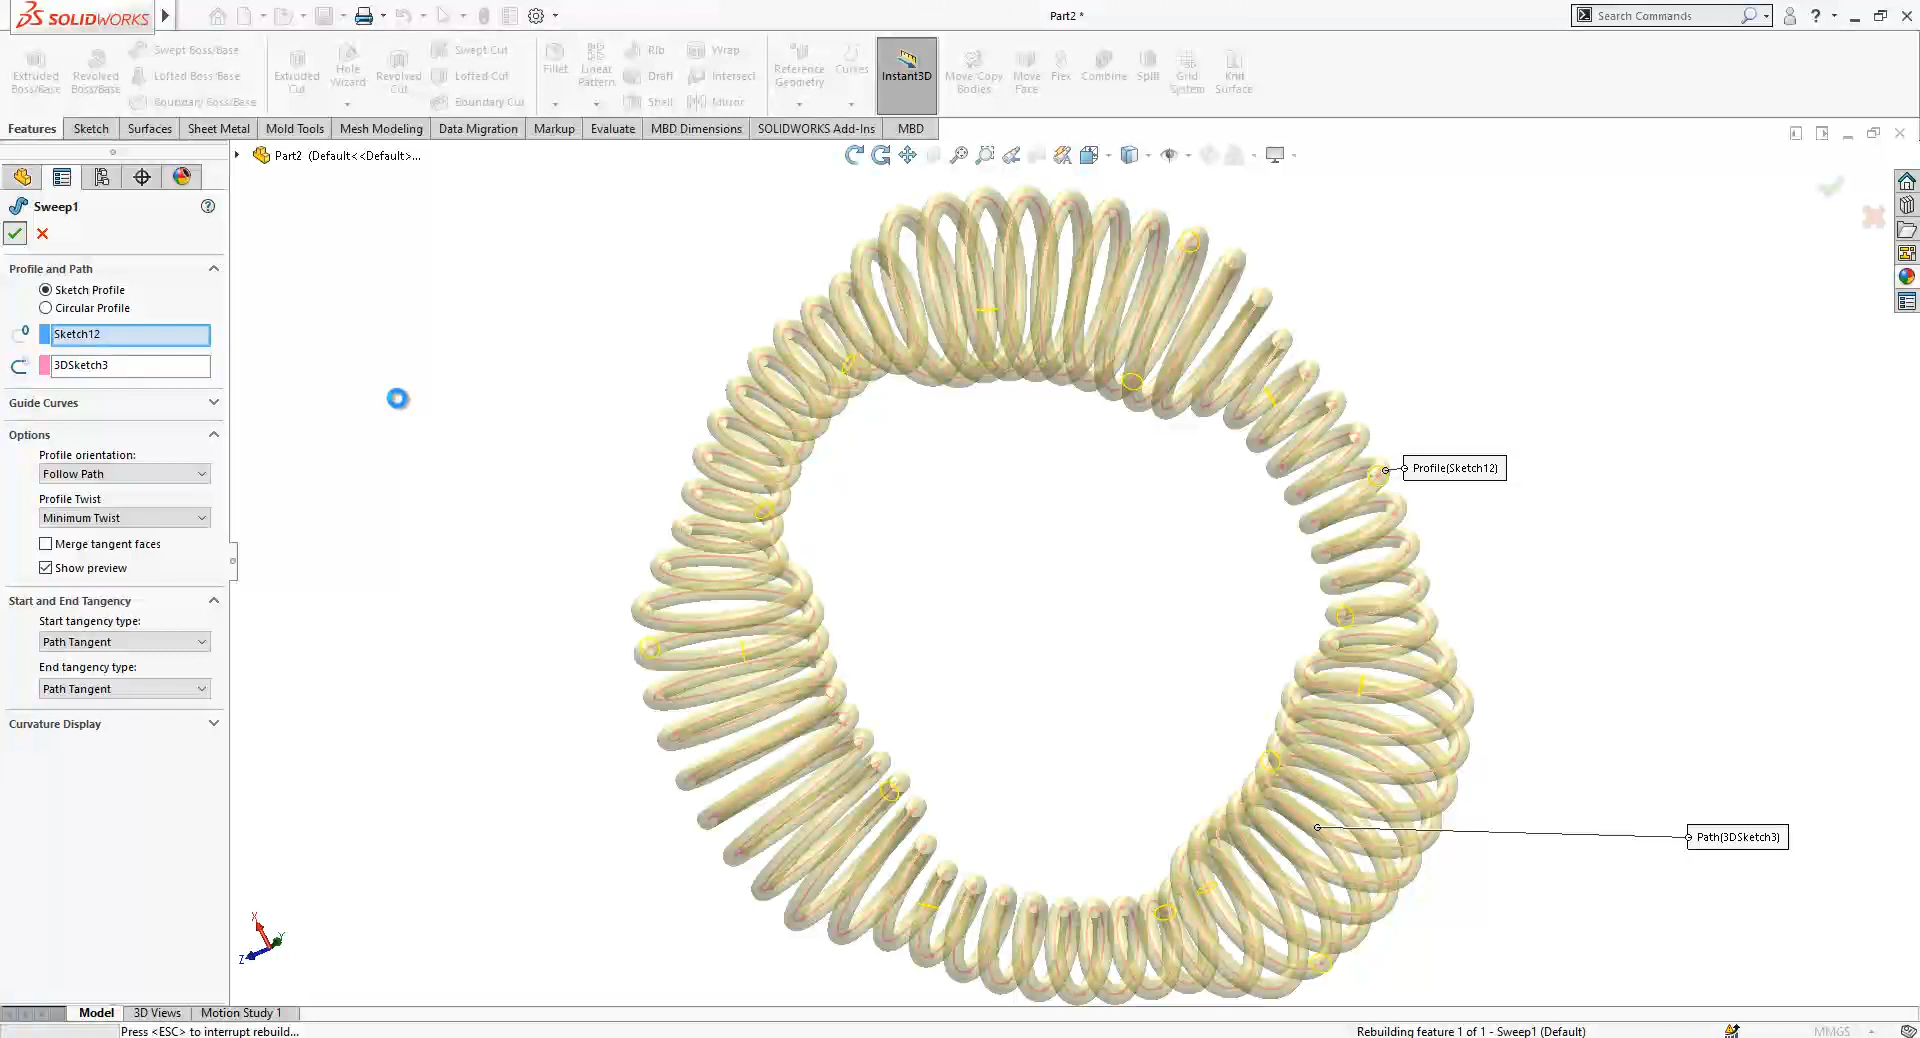 SOLIDWORKS
Part2 *
Search Commands
Extruded Boss/Base
Revolved Boss/Base
Swept Boss/Base
Lofted Boss/Base
Boundary Boss/Base
Extruded Cut
Hole Wizard
Revolved Cut
Swept Cut
Lofted Cut
Boundary Cut
Fillet
Linear Pattern
Rib
Draft
Shell
Wrap
Intersect
Mirror
Reference Geometry
Curves
Instant3D
Move/Copy Bodies
Move Face
Flex
Combine
Split
Grid System
Knit Surface
Features
Sketch
Surfaces
Sheet Metal
Mold Tools
Mesh Modeling
Data Migration
Markup
Evaluate
MBD Dimensions
SOLIDWORKS Add-Ins
MBD
Part2 (Default<<Default>...
Sweep1
Profile and Path
Sketch Profile
Circular Profile
Sketch12
3DSketch3
Guide Curves
Options
Profile orientation:
Follow Path
Profile Twist
Minimum Twist
Merge tangent faces
Show preview
Start and End Tangency
Start tangency type:
Path Tangent
End tangency type:
Path Tangent
Curvature Display
Profile(Sketch12)
Path(3DSketch3)
X
Y
Z
Model
3D Views
Motion Study 1
Press <ESC> to interrupt rebuild...
Rebuilding feature 1 of 1 - Sweep1 (Default)
MMGS